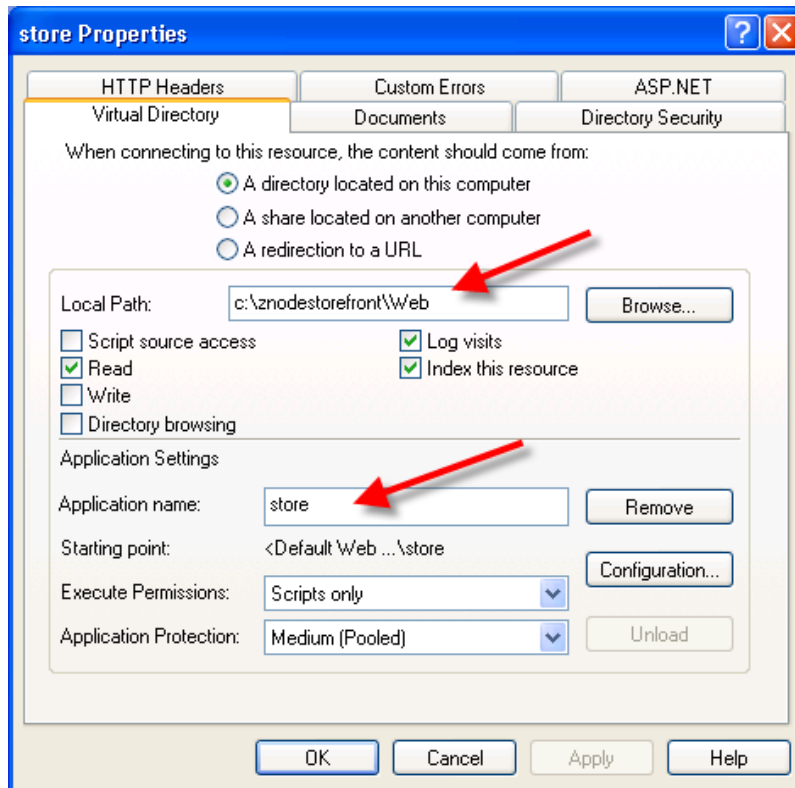 store Properties
HTTP Headers Custom Errors ASP.NET
Virtual Directory Documents Directory Security
When connecting to this resource, the content should come from:
A directory located on this computer
A share located on another computer
A redirection to a URL
Local Path: c:\znodestorefront\Web Browse...
Script source access Log visits
Read Index this resource
Write
Directory browsing
Application Settings
Application name: store Remove
Starting point: <Default Web ...\store
Configuration...
Execute Permissions: Scripts only
Application Protection: Medium (Pooled) Unload
OK Cancel Apply Help